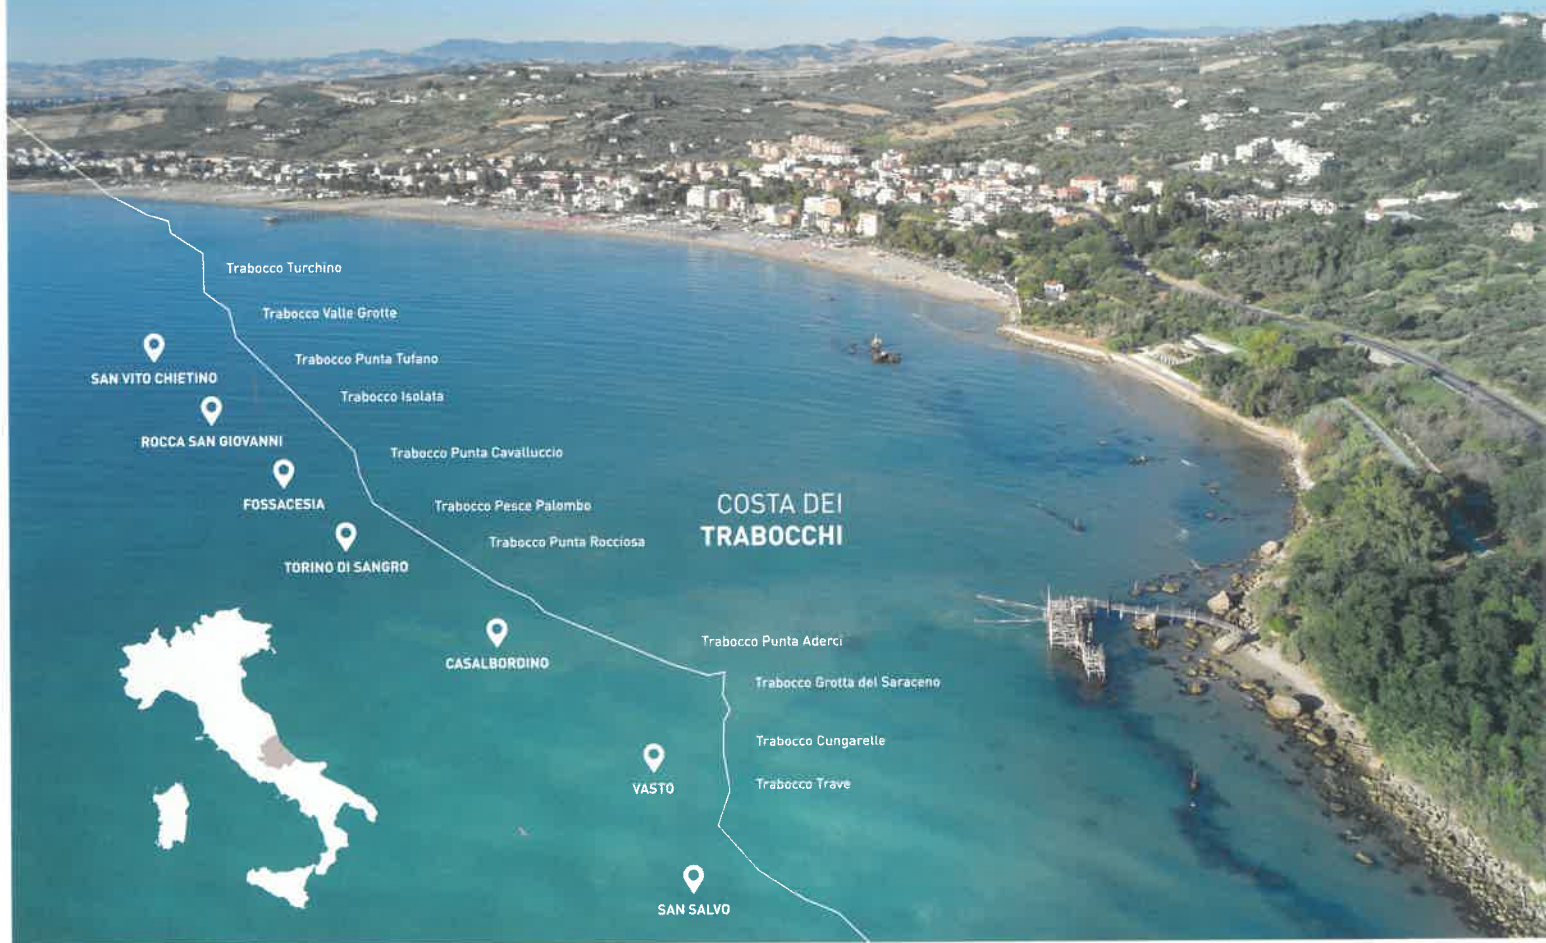 Trabocco Turchino
Trabocco Valle Grotte
Trabocco Punta Tufano
SAN VITO CHIETINO
Trabocco Isolata
ROCCA SAN GIOVANNI
Trabocco Punta Cavalluccio
FOSSACESIA
Trabocco Pesce Palombo
COSTA DEI
TRABOCCHI
Trabocco Punta Rocciosa
TORINO DI SANGRO
Trabocco Punta Aderci
CASALBORDINO
Trabocco Grotta del Saraceno
Trabocco Cungarelle
VASTO
Trabocco Trave
SAN SALVO